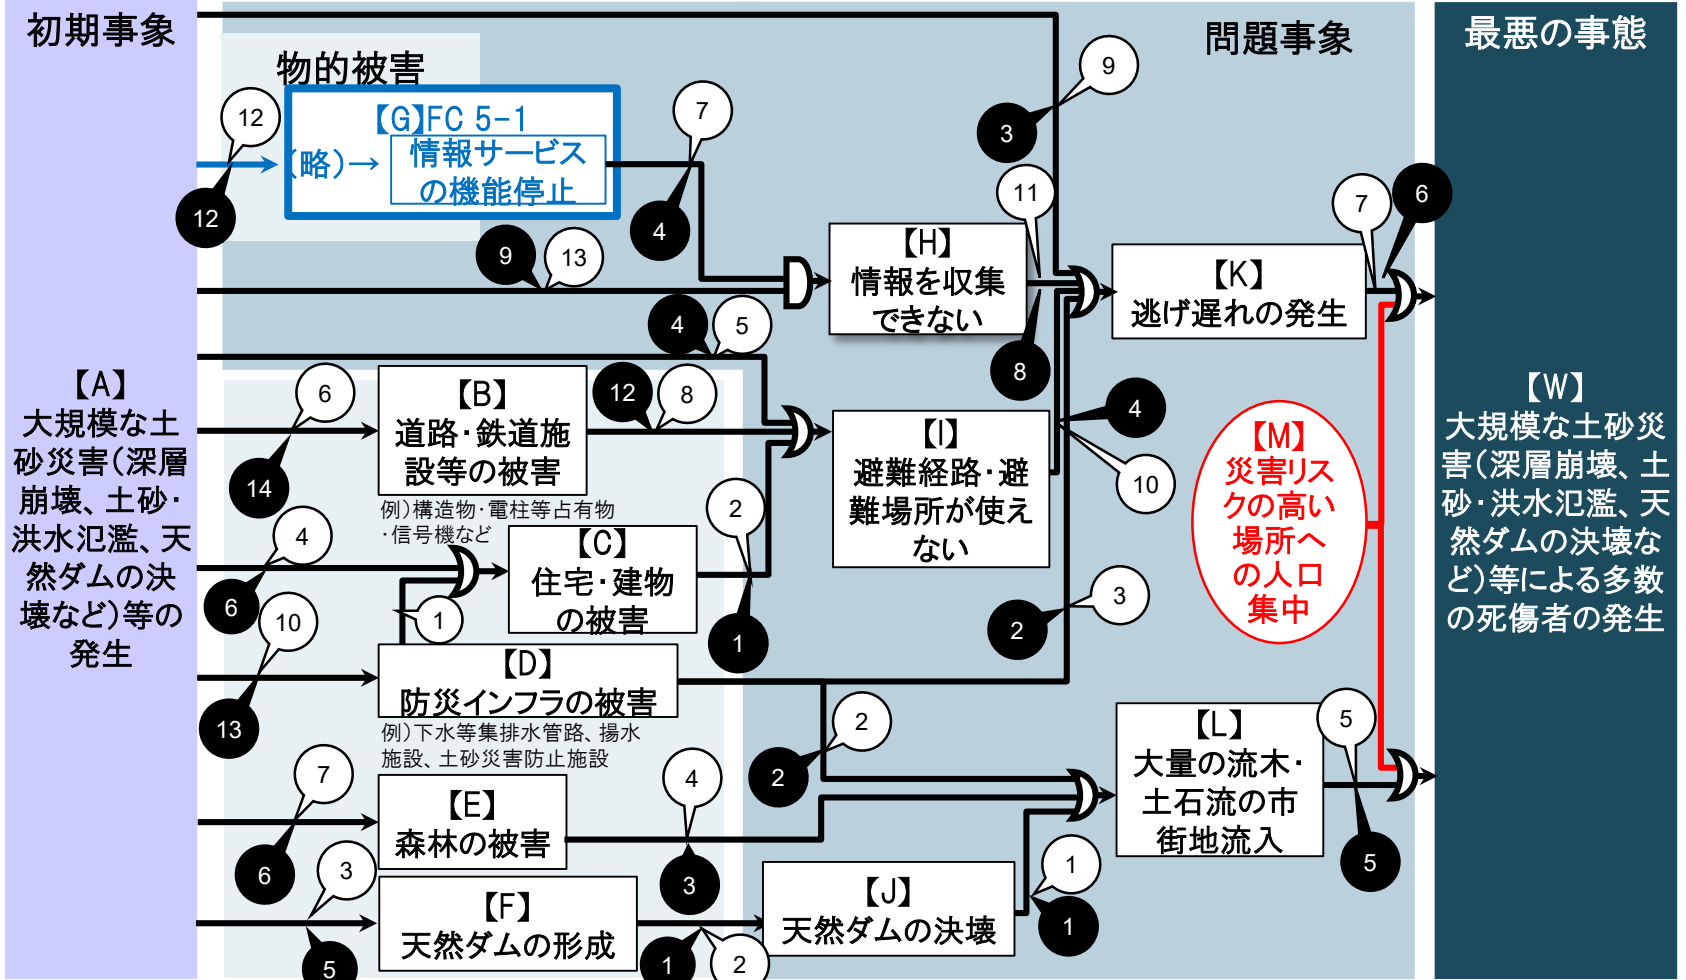 初期事象
物的被害
問題事象
最悪の事態
【A】
大規模な土
砂災害(深層
崩壊、土砂・
洪水氾濫、天
然ダムの決
壊など)等の
発生
12
12
【G】FC 5-1
(略)→
情報サービス
の機能停止
7
4
9
3
9
13
【H】
情報を収集
できない
11
8
【K】
逃げ遅れの発生
7
6
4
5
6
14
【B】
道路・鉄道施
設等の被害
例)構造物・電柱等占有物
・信号機など
12
8
【I】
避難経路・避
難場所が使え
ない
4
10
4
6
【C】
住宅・建物
の被害
2
1
1
10
13
【D】
防災インフラの被害
例)下水等集排水管路、揚水
施設、土砂災害防止施設
3
2
2
2
【M】
災害リス
クの高い
場所へ
の人口
集中
7
6
【E】
森林の被害
4
3
【L】
大量の流木・
土石流の市
街地流入
5
5
3
5
【F】
天然ダムの形成
1
2
【J】
天然ダムの決壊
1
1
【W】
大規模な土砂災
害(深層崩壊、土
砂・洪水氾濫、天
然ダムの決壊な
ど)等による多数
の死傷者の発生